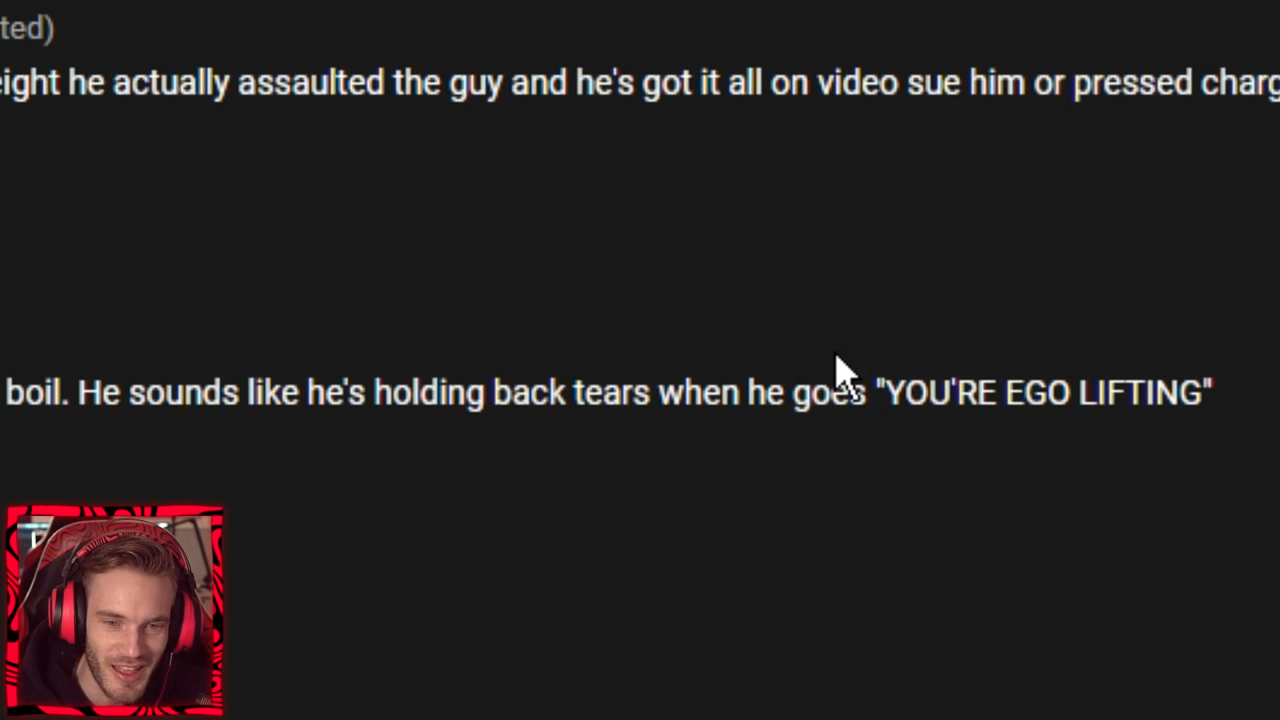 ted)
eight he actually assaulted the guy and he's got it all on video sue him or pressed charg
boil. He sounds like he's holding back tears when he goes "YOU'RE EGO LIFTING"